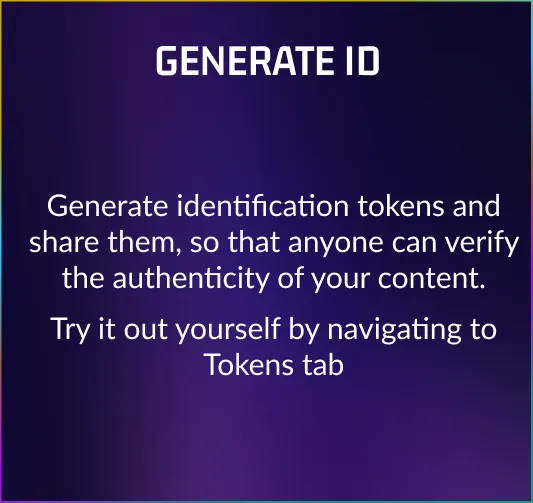 GENERATE ID
Generate identification tokens and
share them, so that anyone can verify
the authenticity of your content.
Try it out yourself by navigating to
Tokens tab